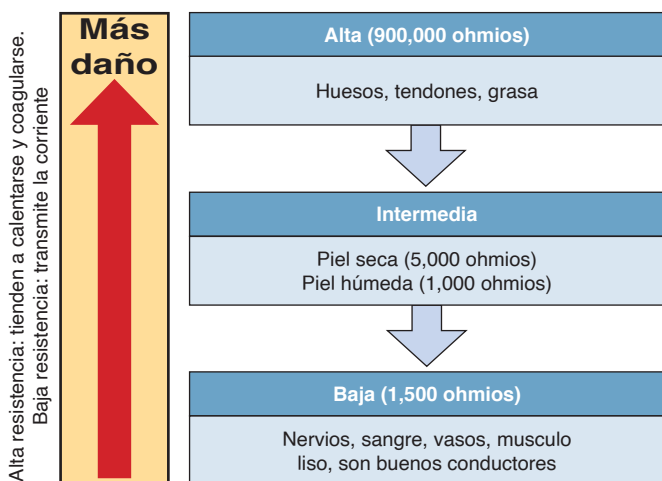 Alta resistencia: tienden a calentarse y coagularse.
Baja resistencia: transmite la corriente
Más
daño
Alta (900,000 ohmios)
Huesos, tendones, grasa
Intermedia
Piel seca (5,000 ohmios)
Piel húmeda (1,000 ohmios)
Baja (1,500 ohmios)
Nervios, sangre, vasos, musculo
liso, son buenos conductores